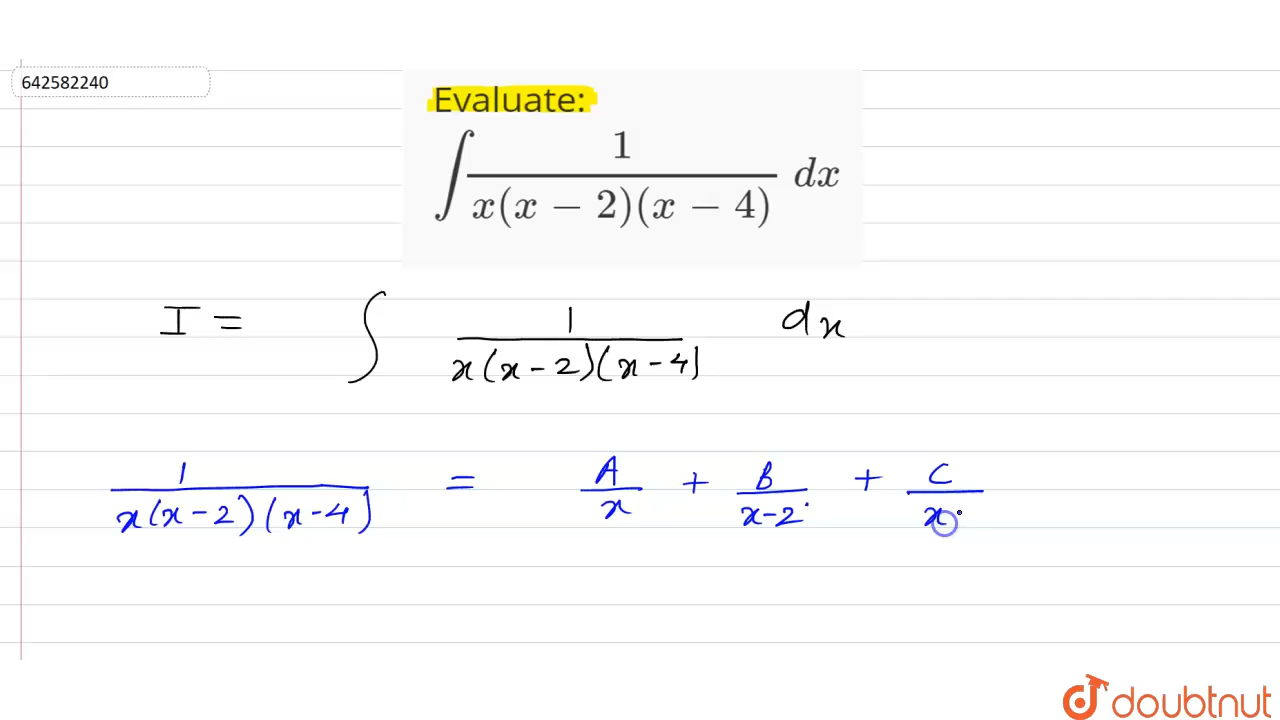 642582240
Evaluate:
∫ 1/(x(x − 2)(x − 4)) dx
I = ∫ 1/(x(x-2)(x-4) dx
1/(x(x-2)(x-4) = A/x + B/(x-2) + C/x
doubtnut